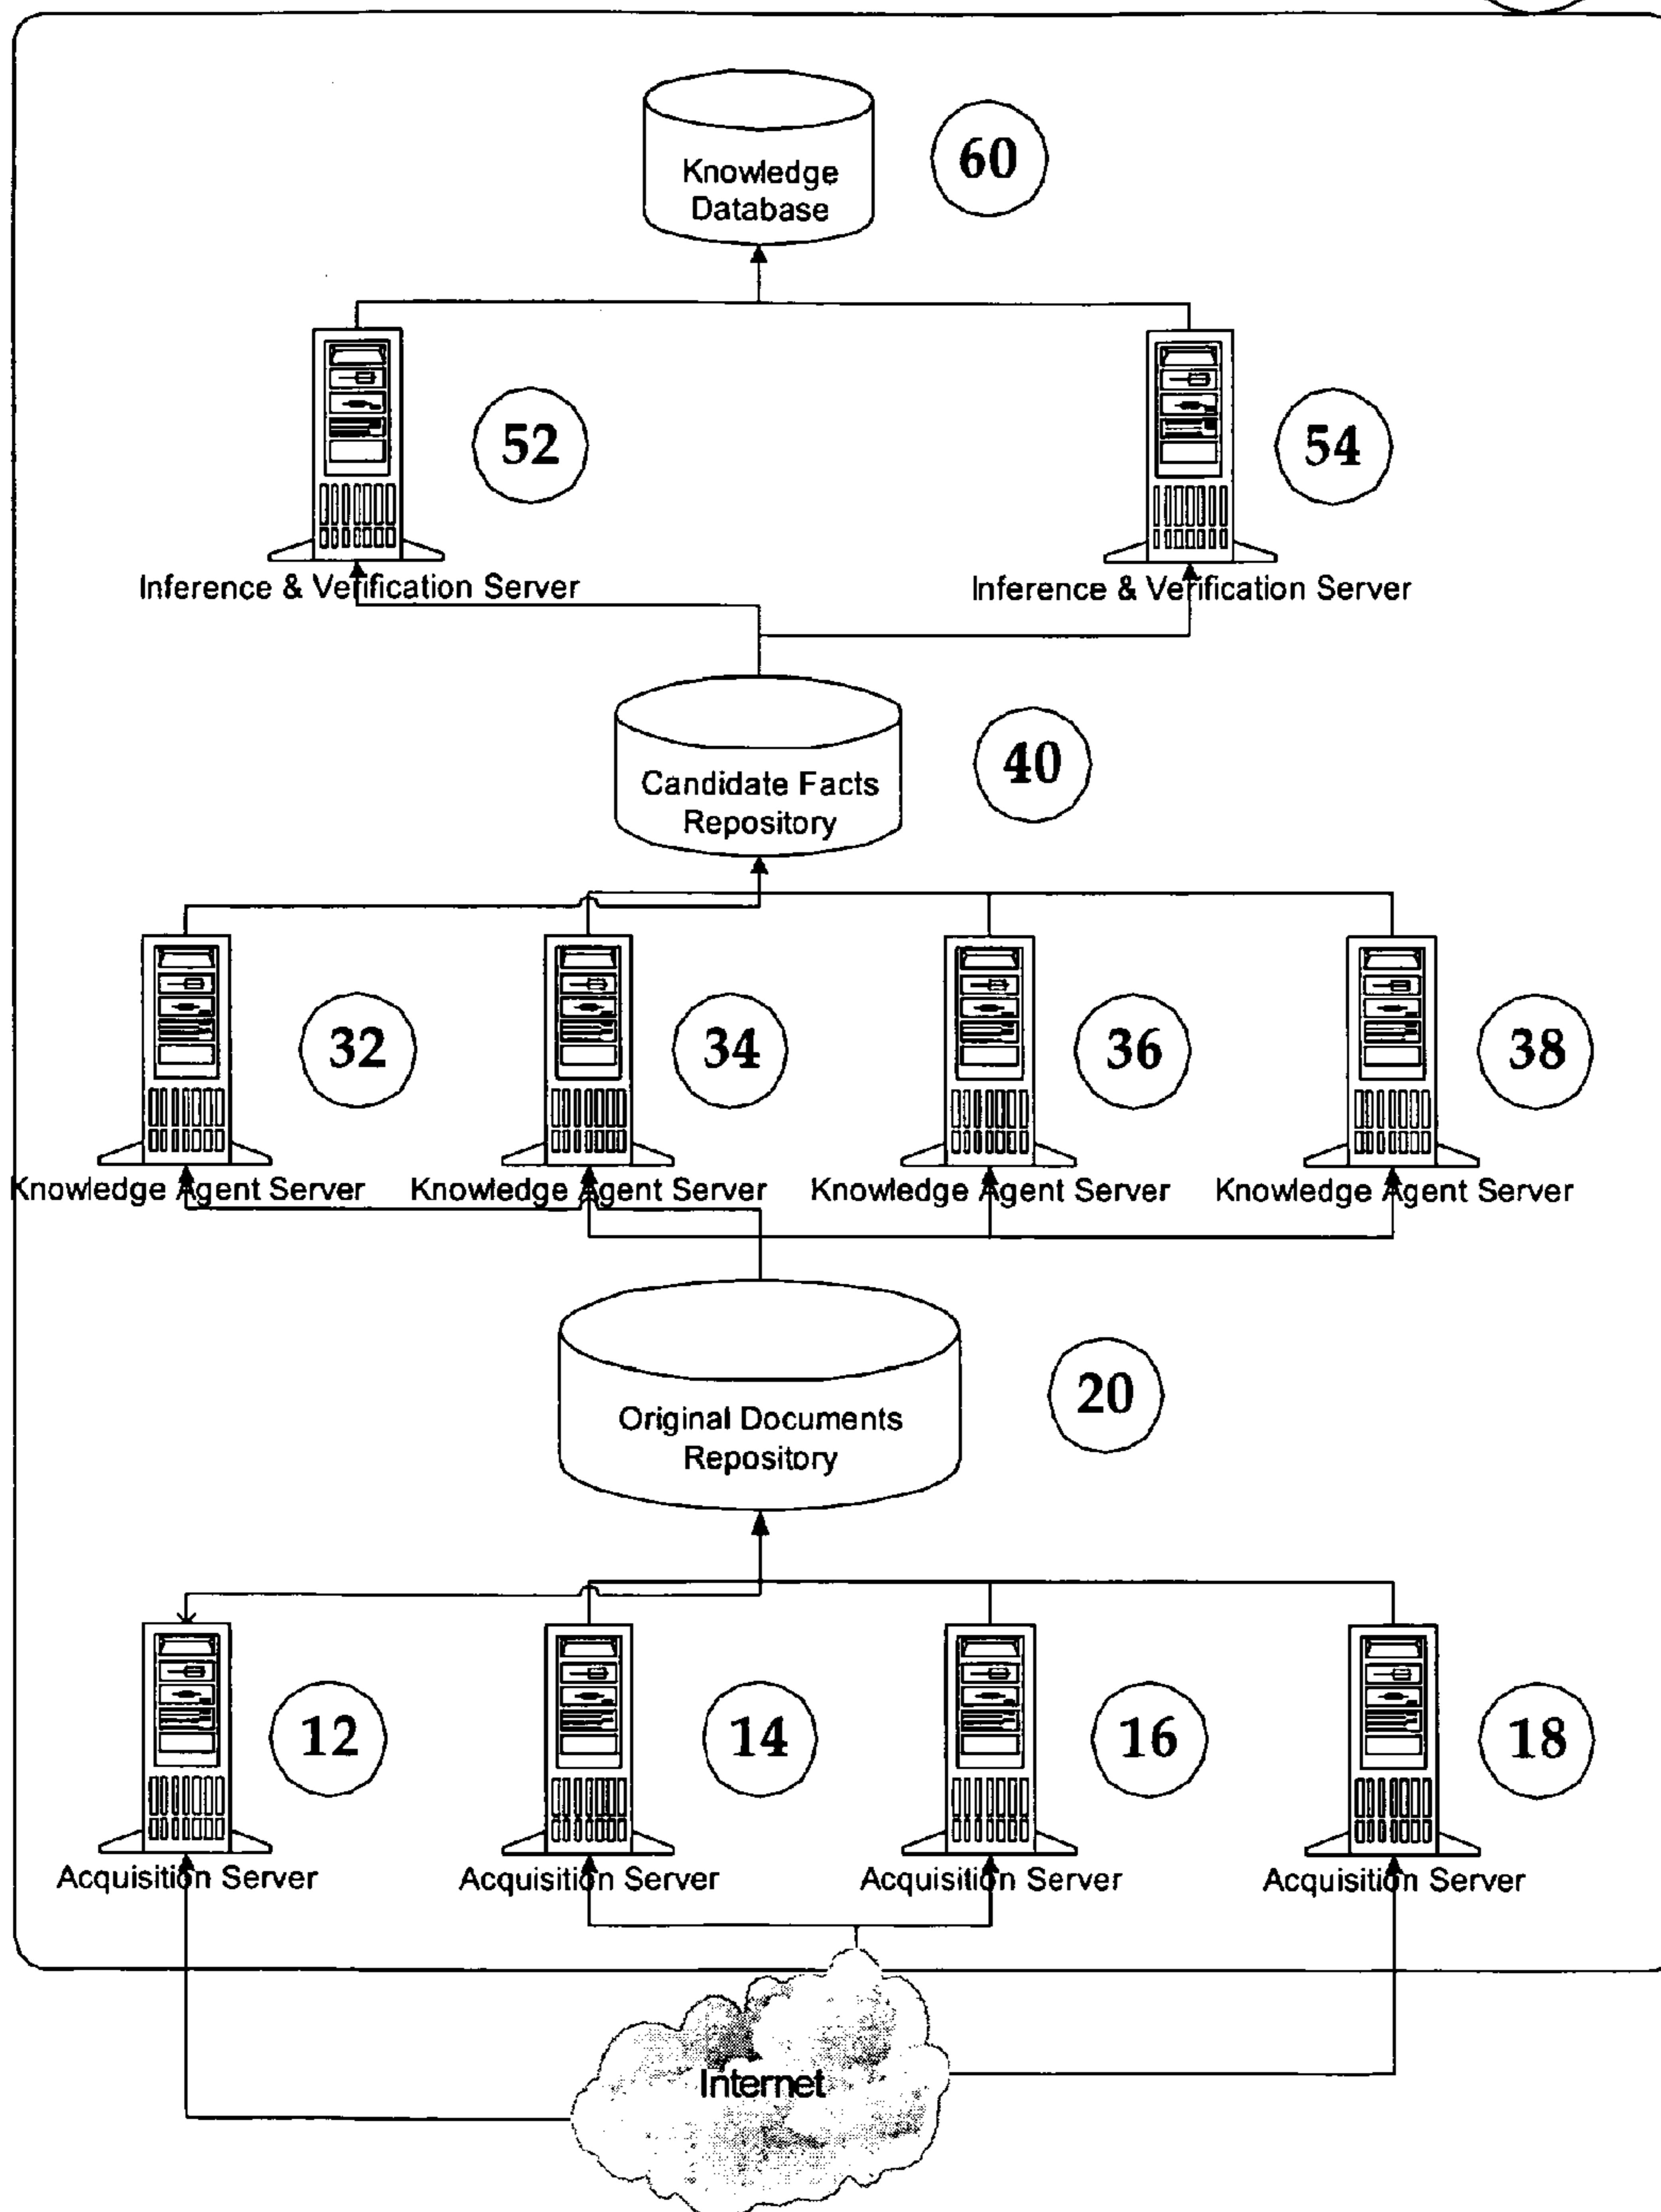 Knowledge
Database
60
52
54
Inference & Verification Server
Inference & Verification Server
Candidate Facts
Repository
40
32
34
36
38
Knowledge Agent Server
Knowledge Agent Server
Knowledge Agent Server
Knowledge Agent Server
Original Documents
Repository
20
12
14
16
18
Acquisition Server
Acquisition Server
Acquisition Server
Acquisition Server
Internet